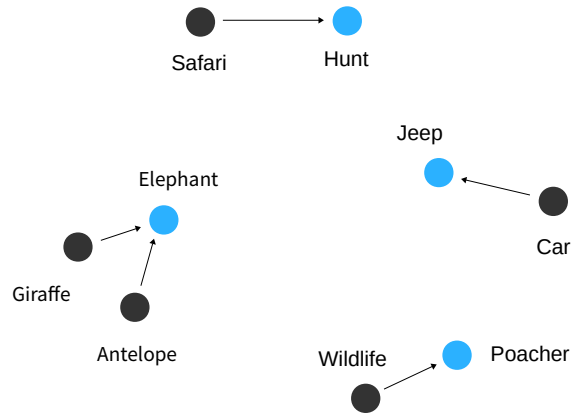 Safari
Hunt
Jeep
Elephant
Car
Giraffe
Antelope
Wildlife
Poacher